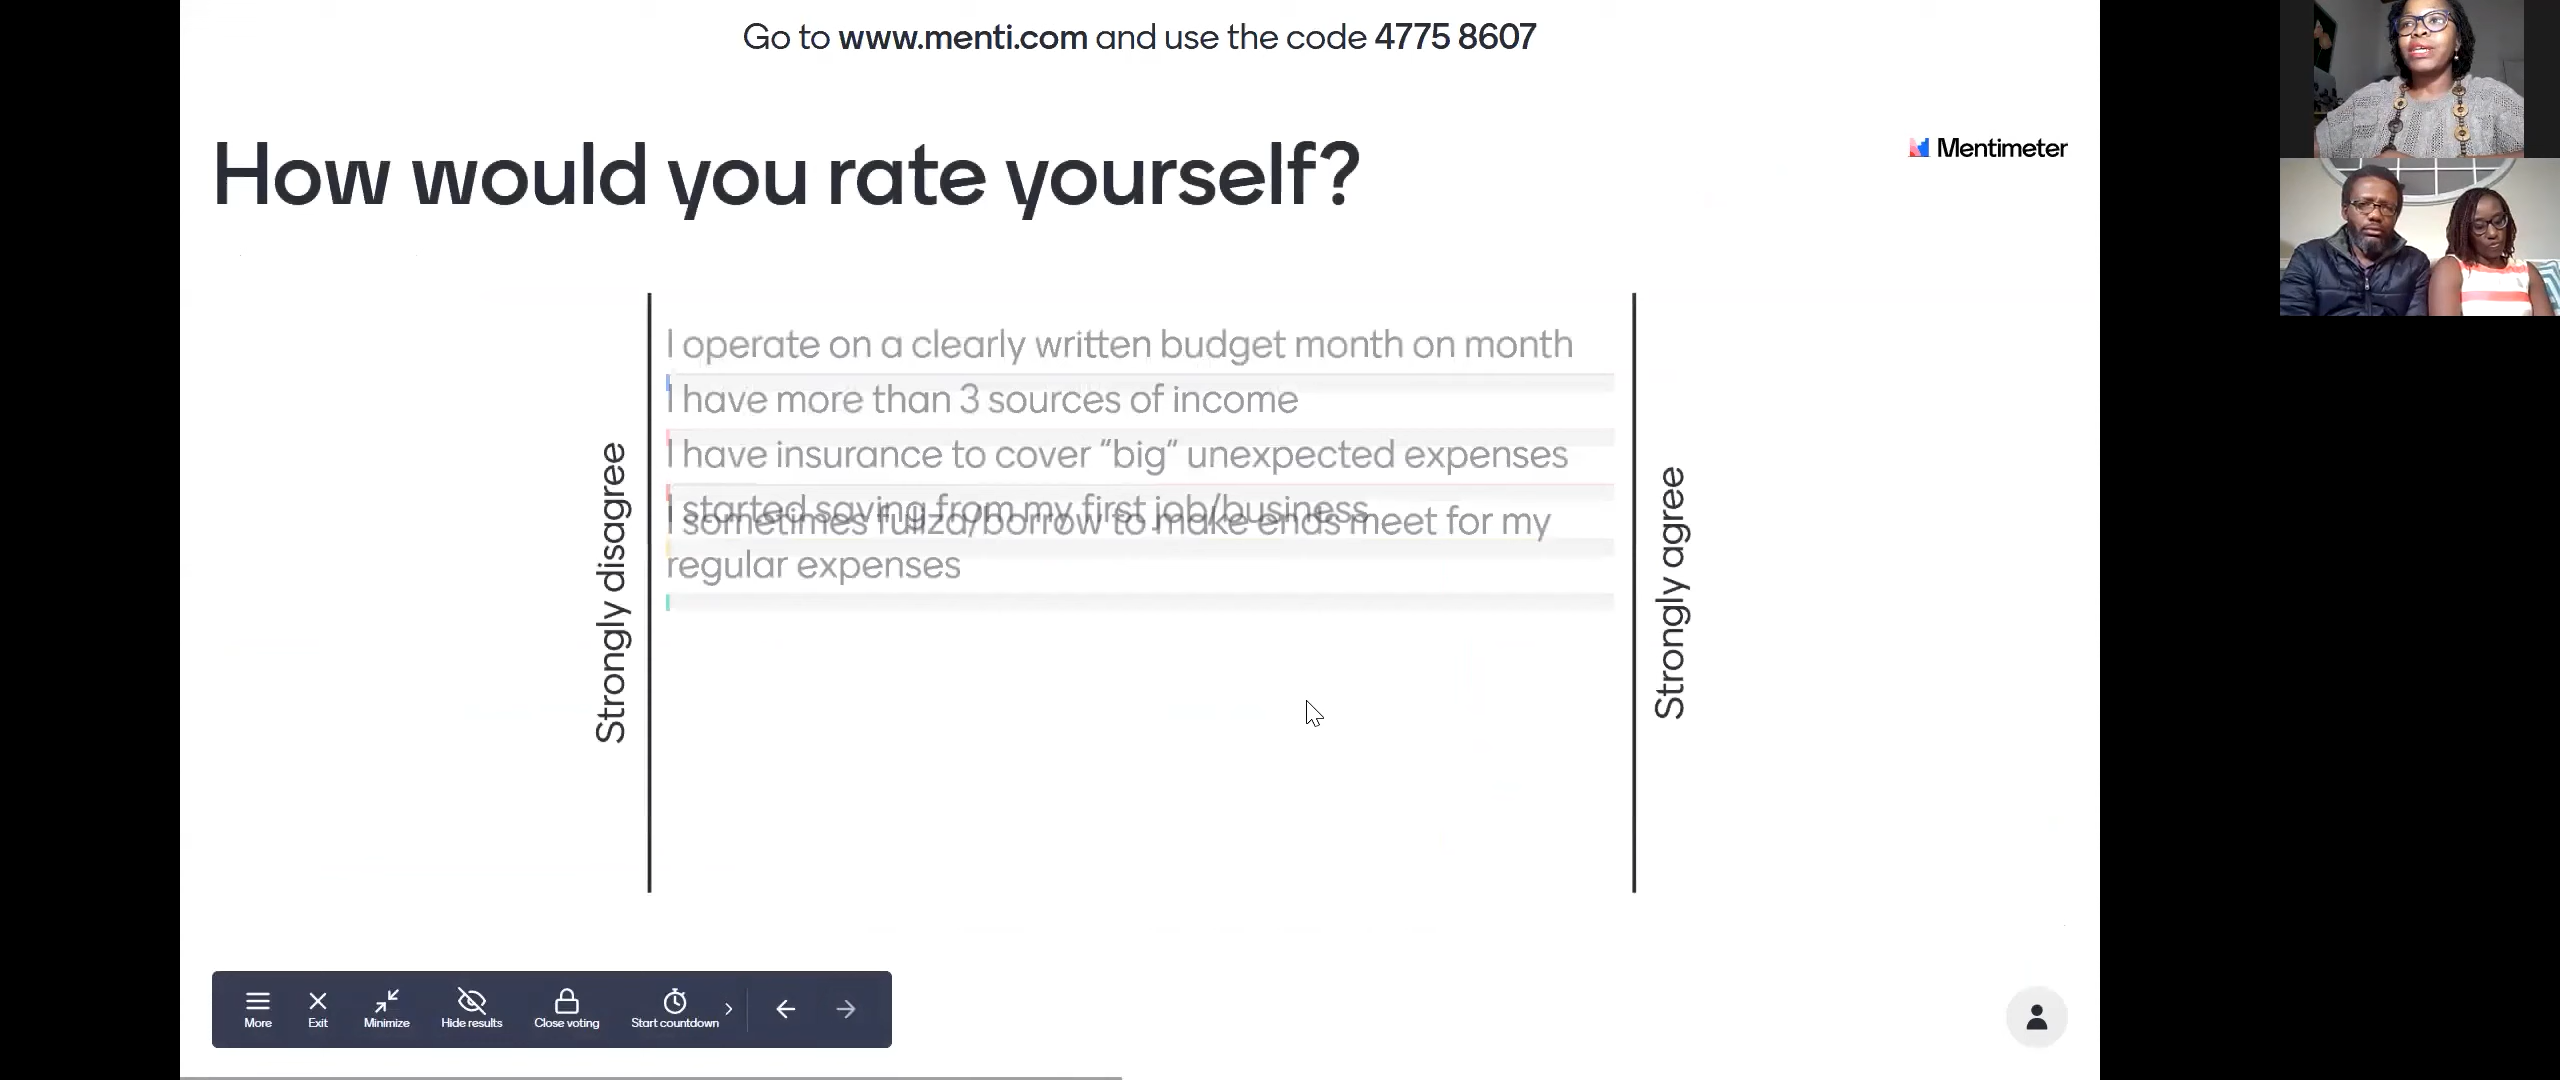 Go to www.menti.com and use the code 4775 8607
How would you rate yourself?
Mentimeter
Strongly disagree
I operate on a clearly written budget month on month
I have more than 3 sources of income
I have insurance to cover “big” unexpected expenses
I started saving from my first job/business
I sometimes fuliza/borrow to make ends meet for my
regular expenses
Strongly agree
More
Exit
Minimize
Hide results
Close voting
Start countdown